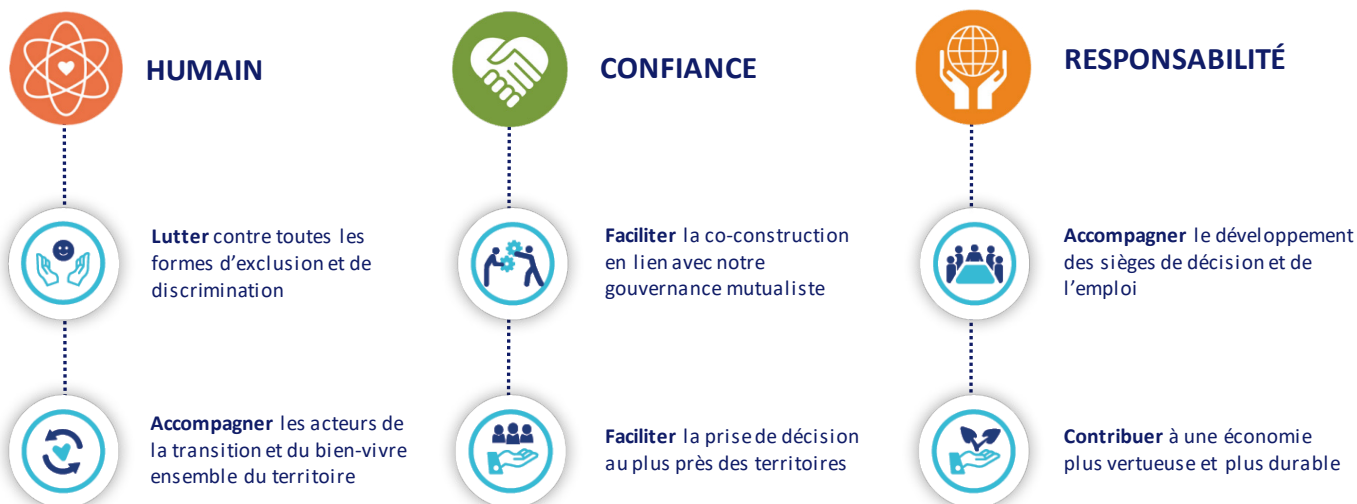 HUMAIN
Lutter contre toutes les
formes d'exclusion et de
discrimination
Accompagner les acteurs de
la transition et du bien-vivre
ensemble du territoire
CONFIANCE
Faciliter la co-construction
en lien avec notre
gouvernance mutualiste
Faciliter la prise de décision
au plus près des territoires
RESPONSABILITÉ
Accompagner le développement
des sièges de décision et de
l'emploi
Contribuer à une économie
plus vertueuse et plus durable